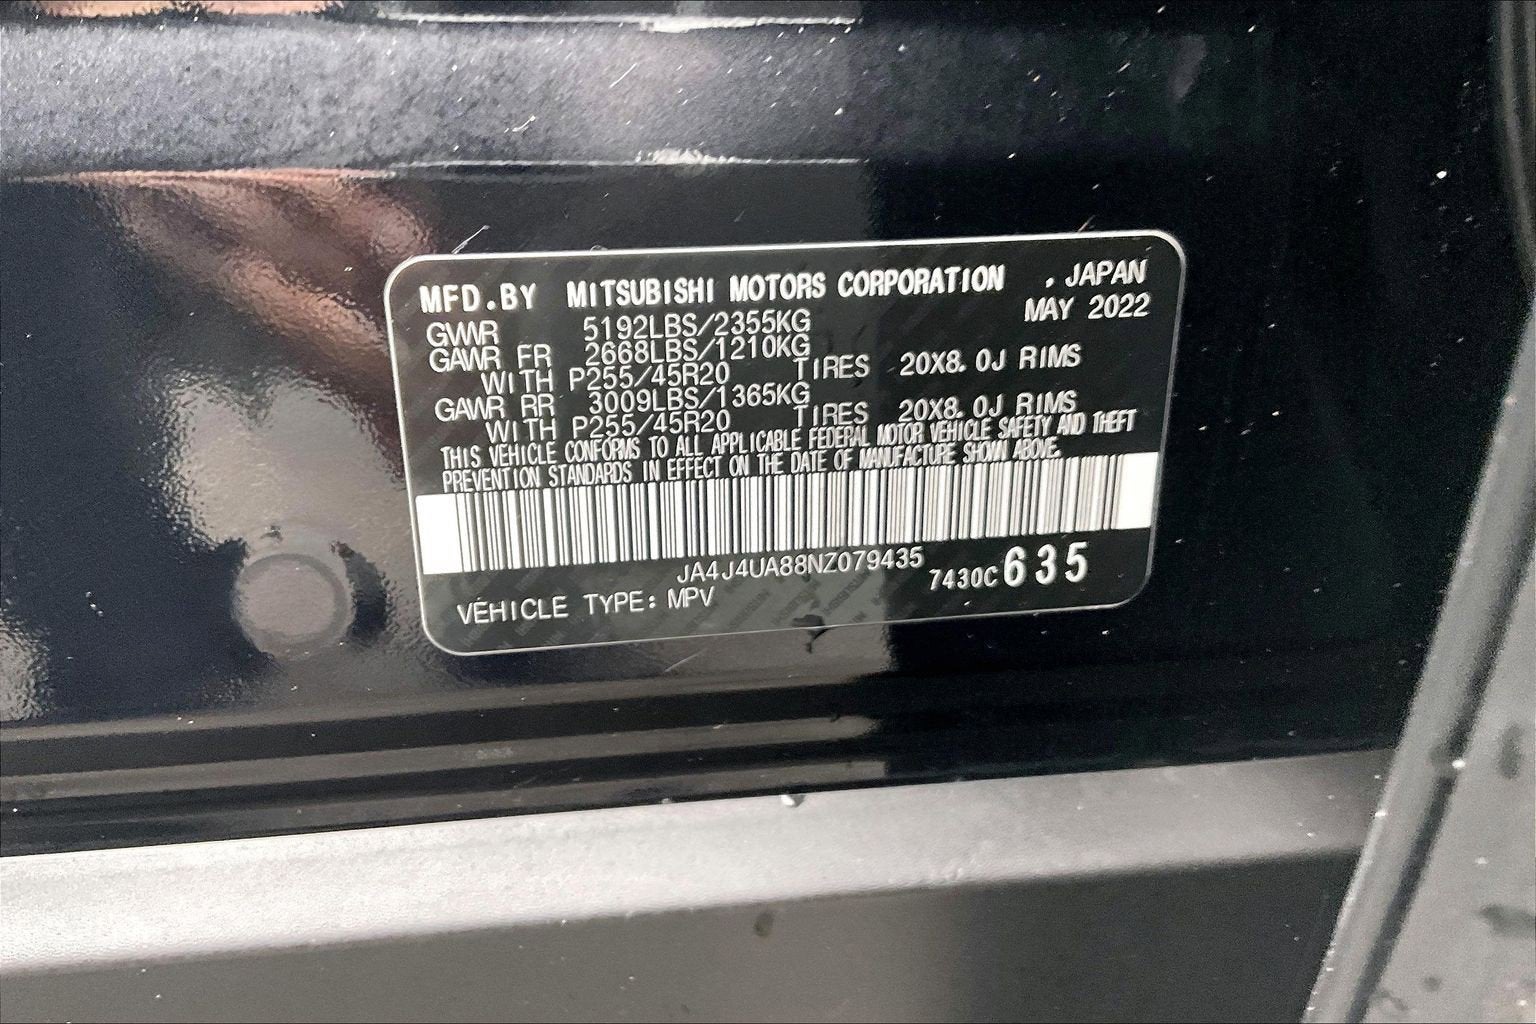 MFD.BY MITSUBISHI MOTORS CORPORATION , JAPAN
MAY 2022
GVWR 5192LBS/2355KG
GAWR FR 2668LBS/1210KG
WITH P255/45R20 TIRES 20X8.0J RIMS
GAWR RR 3009LBS/1365KG
WITH P255/45R20 TIRES 20X8.0J RIMS
THIS VEHICLE CONFORMS TO ALL APPLICABLE FEDERAL MOTOR VEHICLE SAFETY AND THEFT
PREVENTION STANDARDS IN EFFECT ON THE DATE OF MANUFACTURE SHOWN ABOVE.
JA4J4UA88NZ079435
7430C635
VEHICLE TYPE: MPV